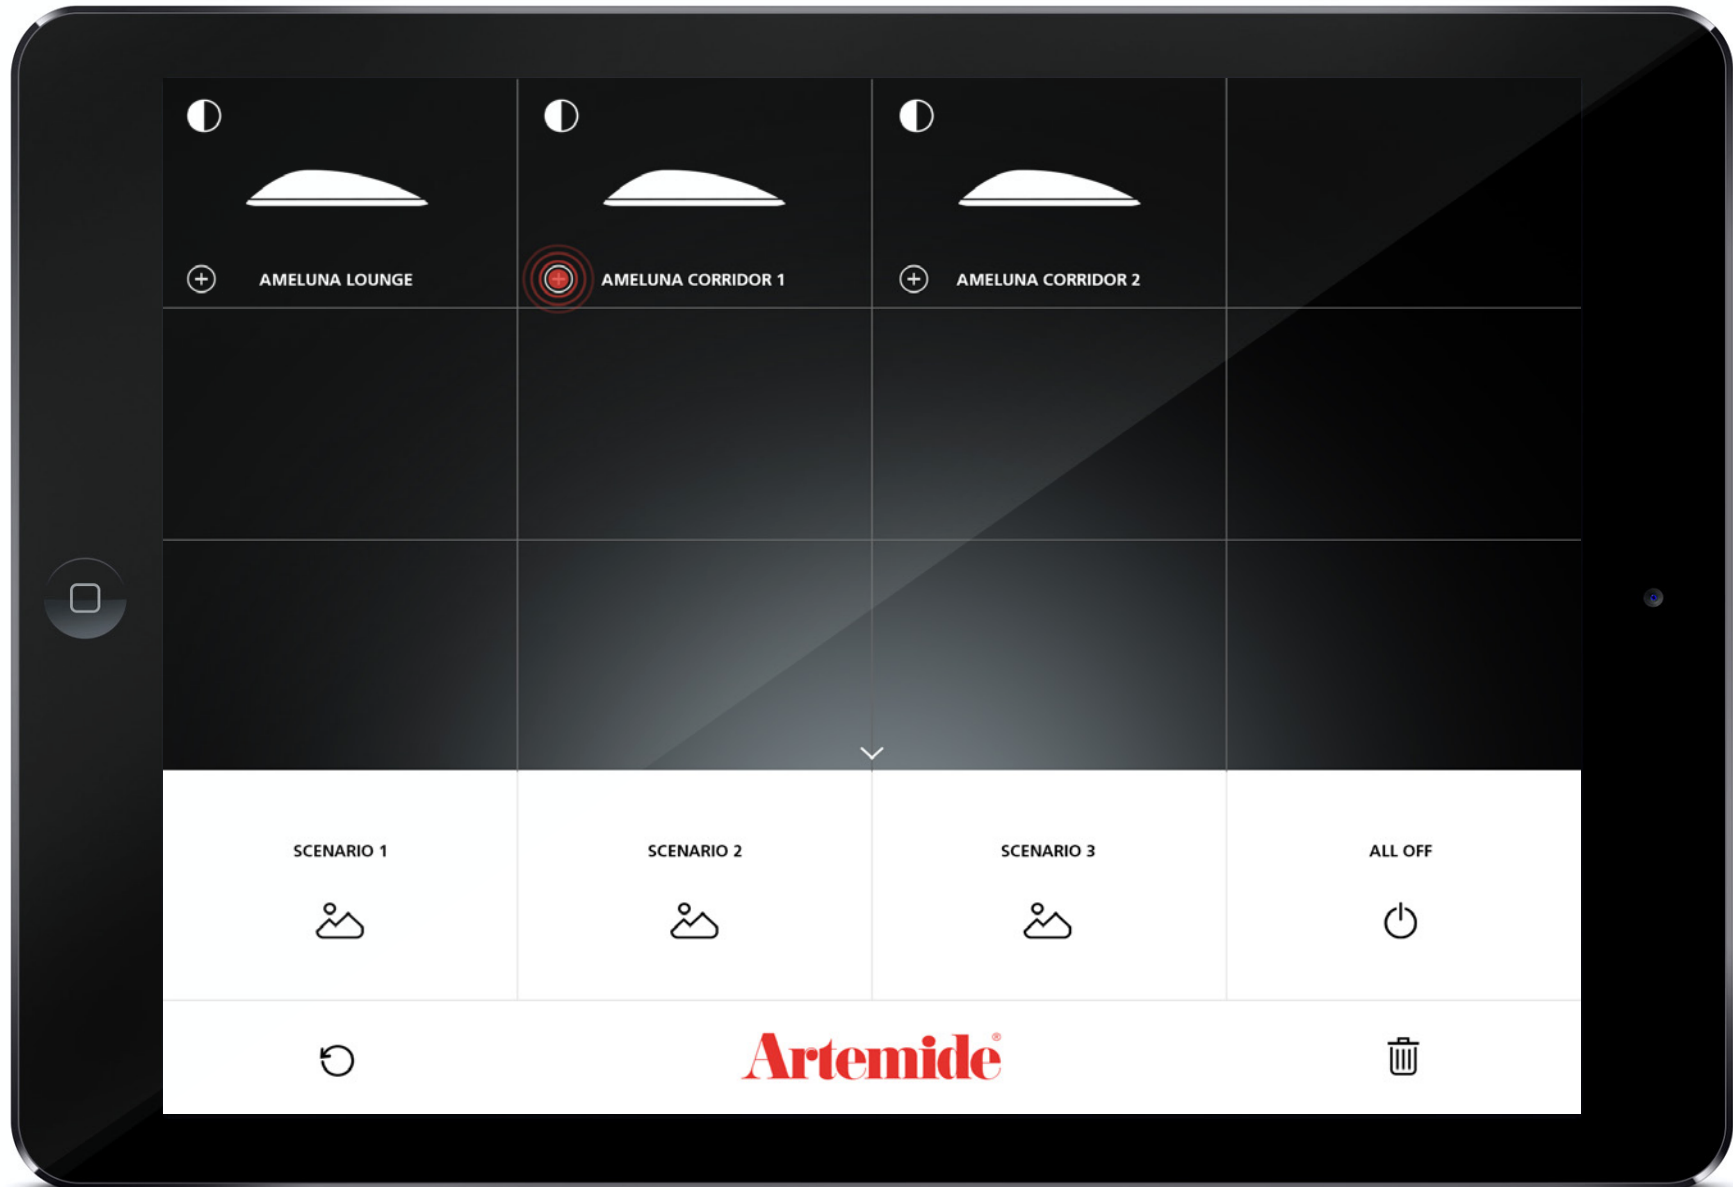 AMELUNA LOUNGE
AMELUNA CORRIDOR 1
AMELUNA CORRIDOR 2
SCENARIO 1
SCENARIO 2
SCENARIO 3
ALL OFF
Artemide®